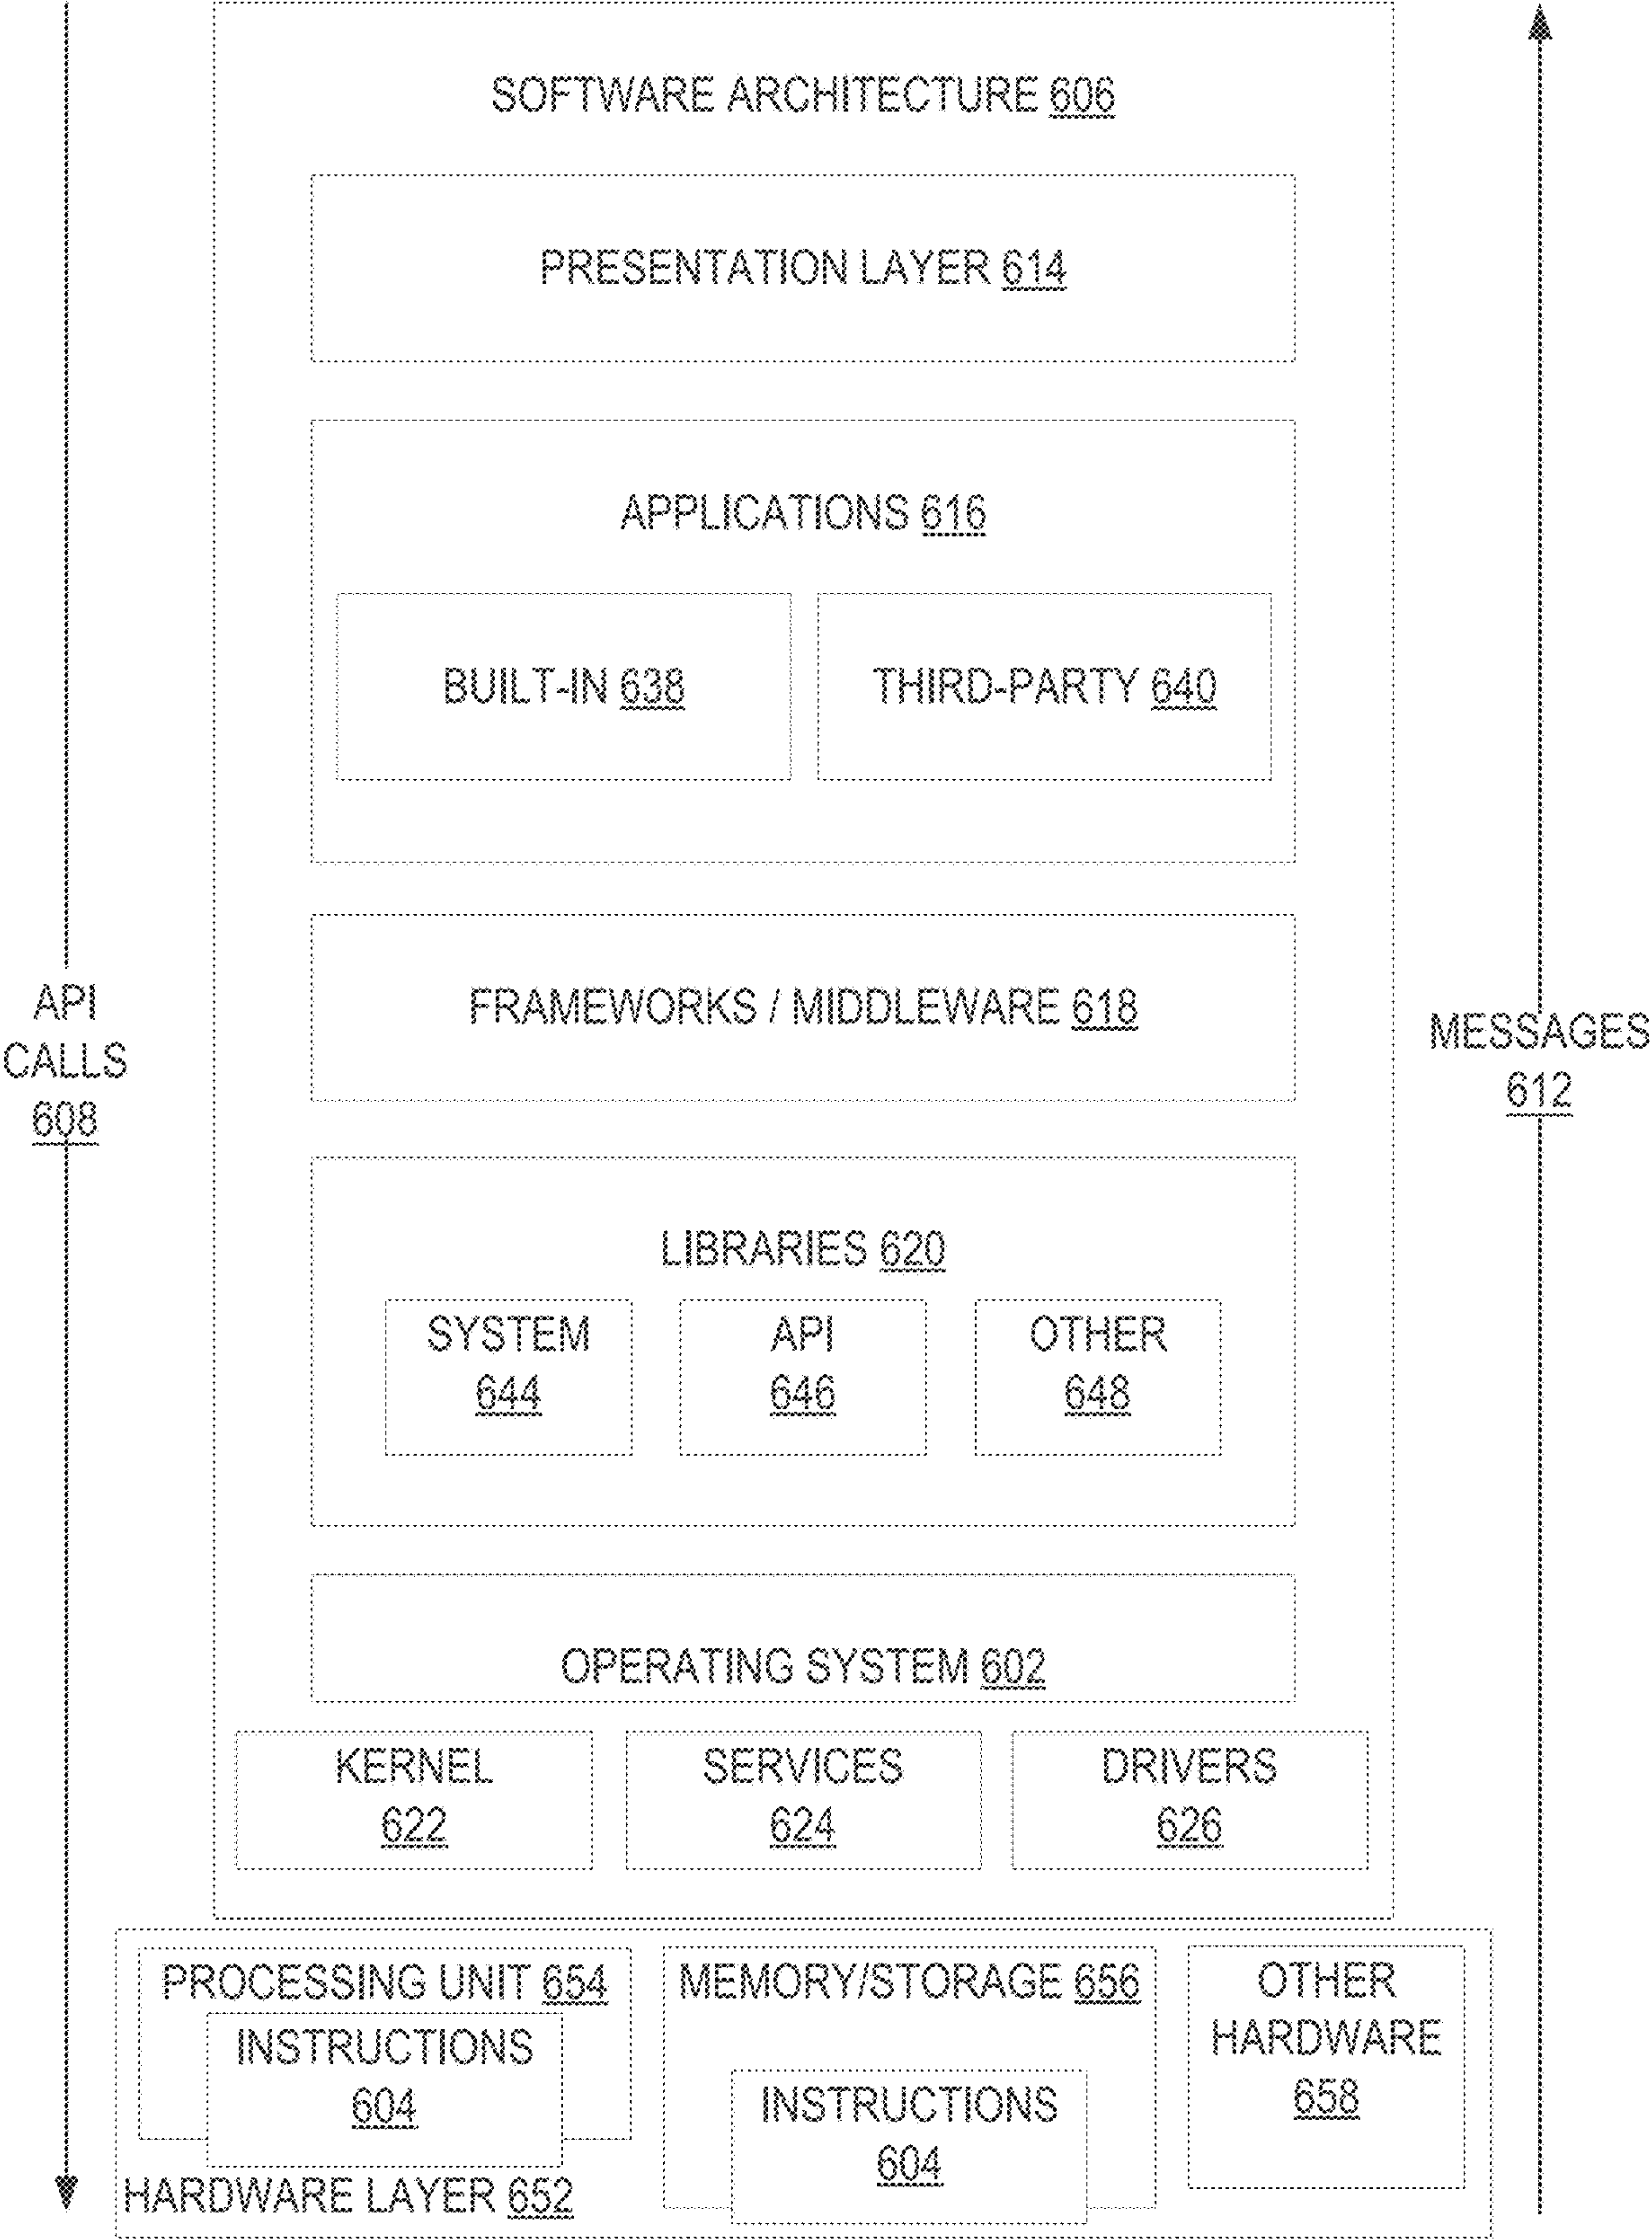 SOFTWARE ARCHITECTURE 606
PRESENTATION LAYER 614
APPLICATIONS 616
BUILT-IN 638
THIRD-PARTY 640
FRAMEWORKS / MIDDLEWARE 618
API
CALLS
608
MESSAGES
612
LIBRARIES 620
SYSTEM
644
API
646
OTHER
648
OPERATING SYSTEM 602
KERNEL
622
SERVICES
624
DRIVERS
626
PROCESSING UNIT 654
INSTRUCTIONS
604
MEMORY/STORAGE 656
INSTRUCTIONS
604
OTHER
HARDWARE
658
HARDWARE LAYER 652